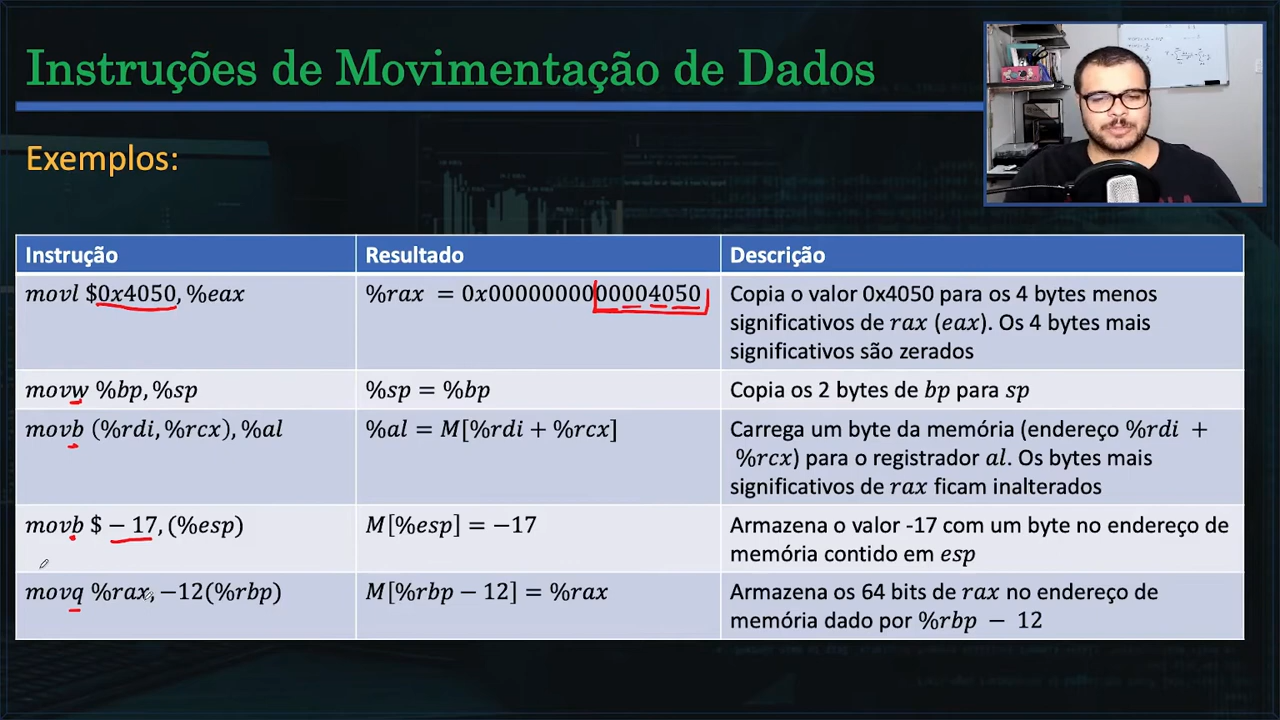 Instruções de Movimentação de Dados
Exemplos:
Instrução Resultado Descrição
movl $0x4050, %eax %rax = 0x0000000000004050 Copia o valor 0x4050 para os 4 bytes menos
significativos de rax (eax). Os 4 bytes mais
significativos são zerados
movw %bp, %sp %sp = %bp Copia os 2 bytes de bp para sp
movb (%rdi, %rcx), %al %al = M[%rdi + %rcx] Carrega um byte da memória (endereço %rdi +
%rcx) para o registrador al. Os bytes mais
significativos de rax ficam inalterados
movb $ − 17, (%esp) M[%esp] = −17 Armazena o valor -17 com um byte no endereço de
memória contido em esp
movq %rax, −12(%rbp) M[%rbp − 12] = %rax Armazena os 64 bits de rax no endereço de
memória dado por %rbp − 12